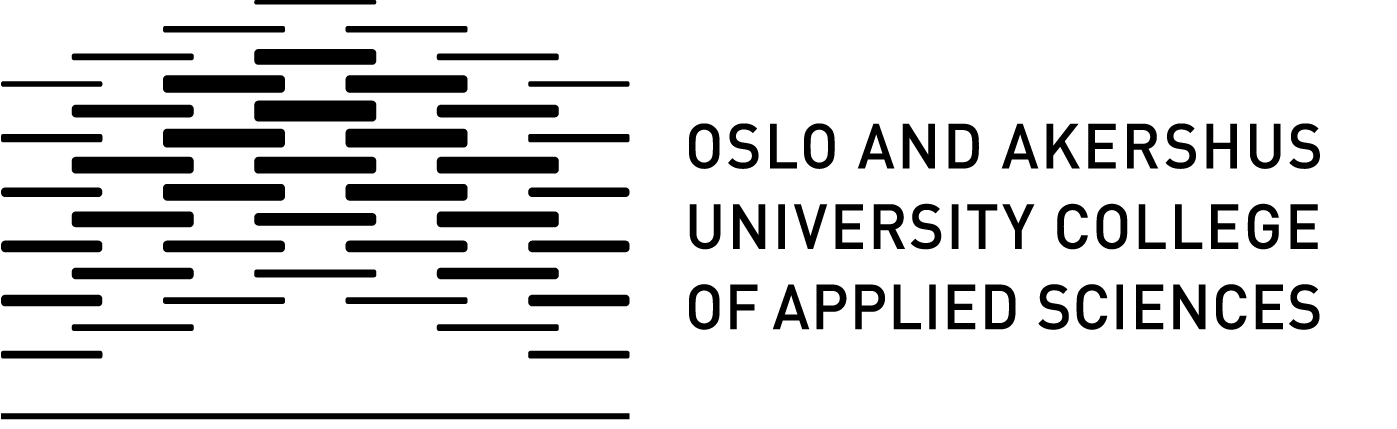 OSLO AND AKERSHUS
UNIVERSITY COLLEGE
OF APPLIED SCIENCES